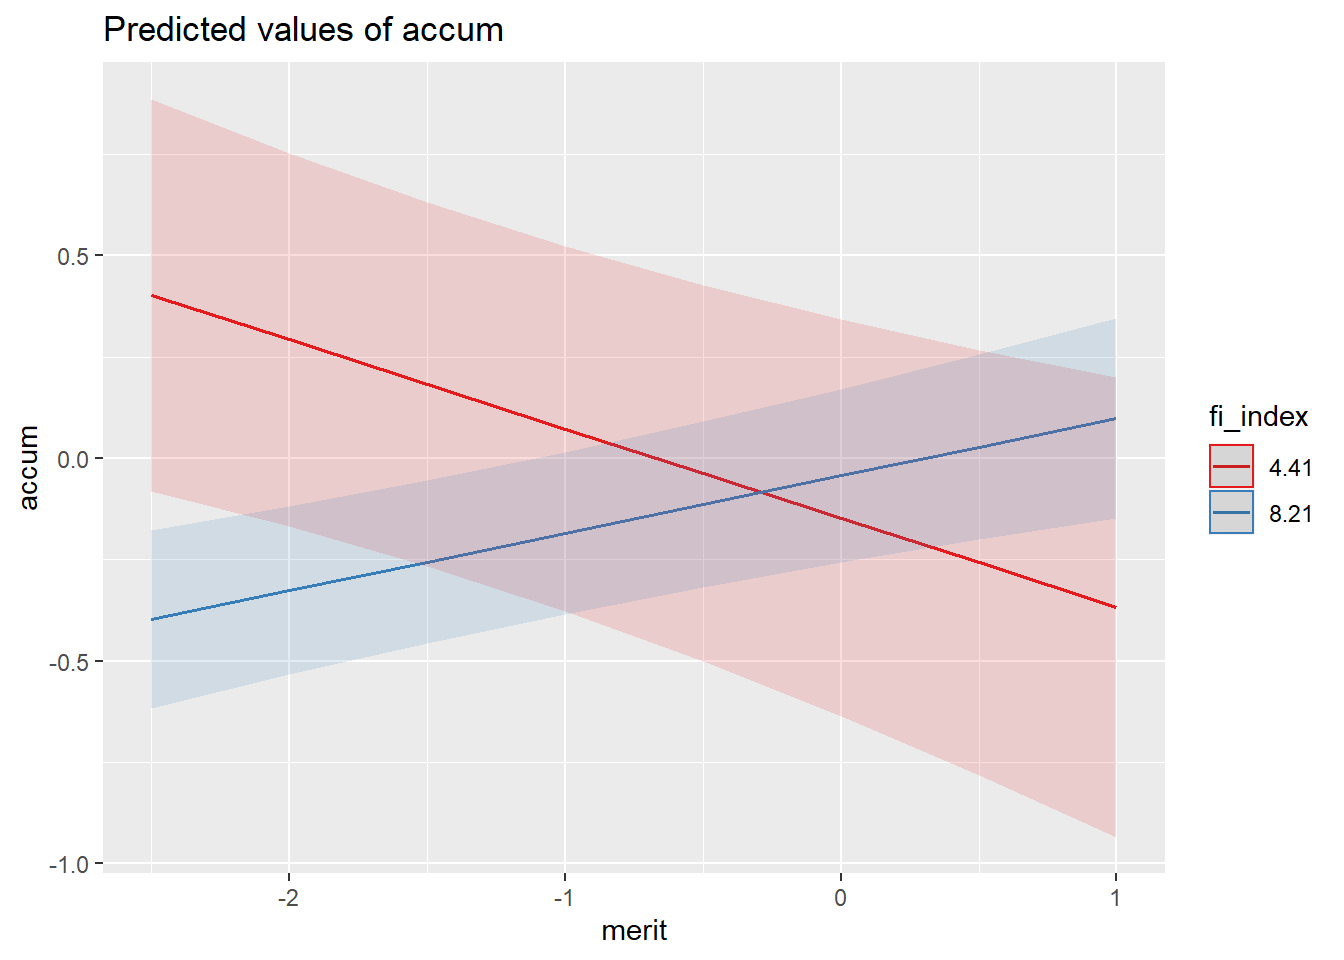 Predicted values of accum
accum
0.5
0.0
-0.5
-1.0
-2
-1
0
1
merit
fi_index
4.41
8.21